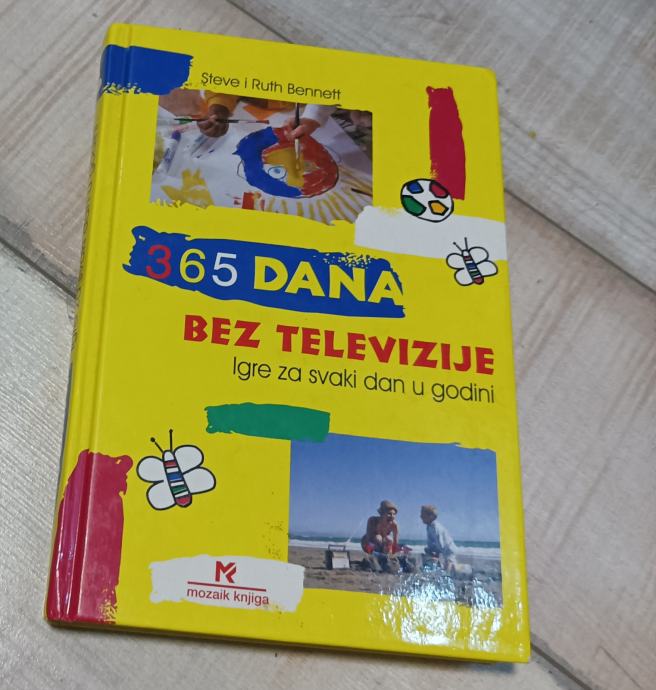 Steve i Ruth Bennett
365 DANA
BEZ TELEVIZIJE
Igre za svaki dan u godini
mozaik knjiga